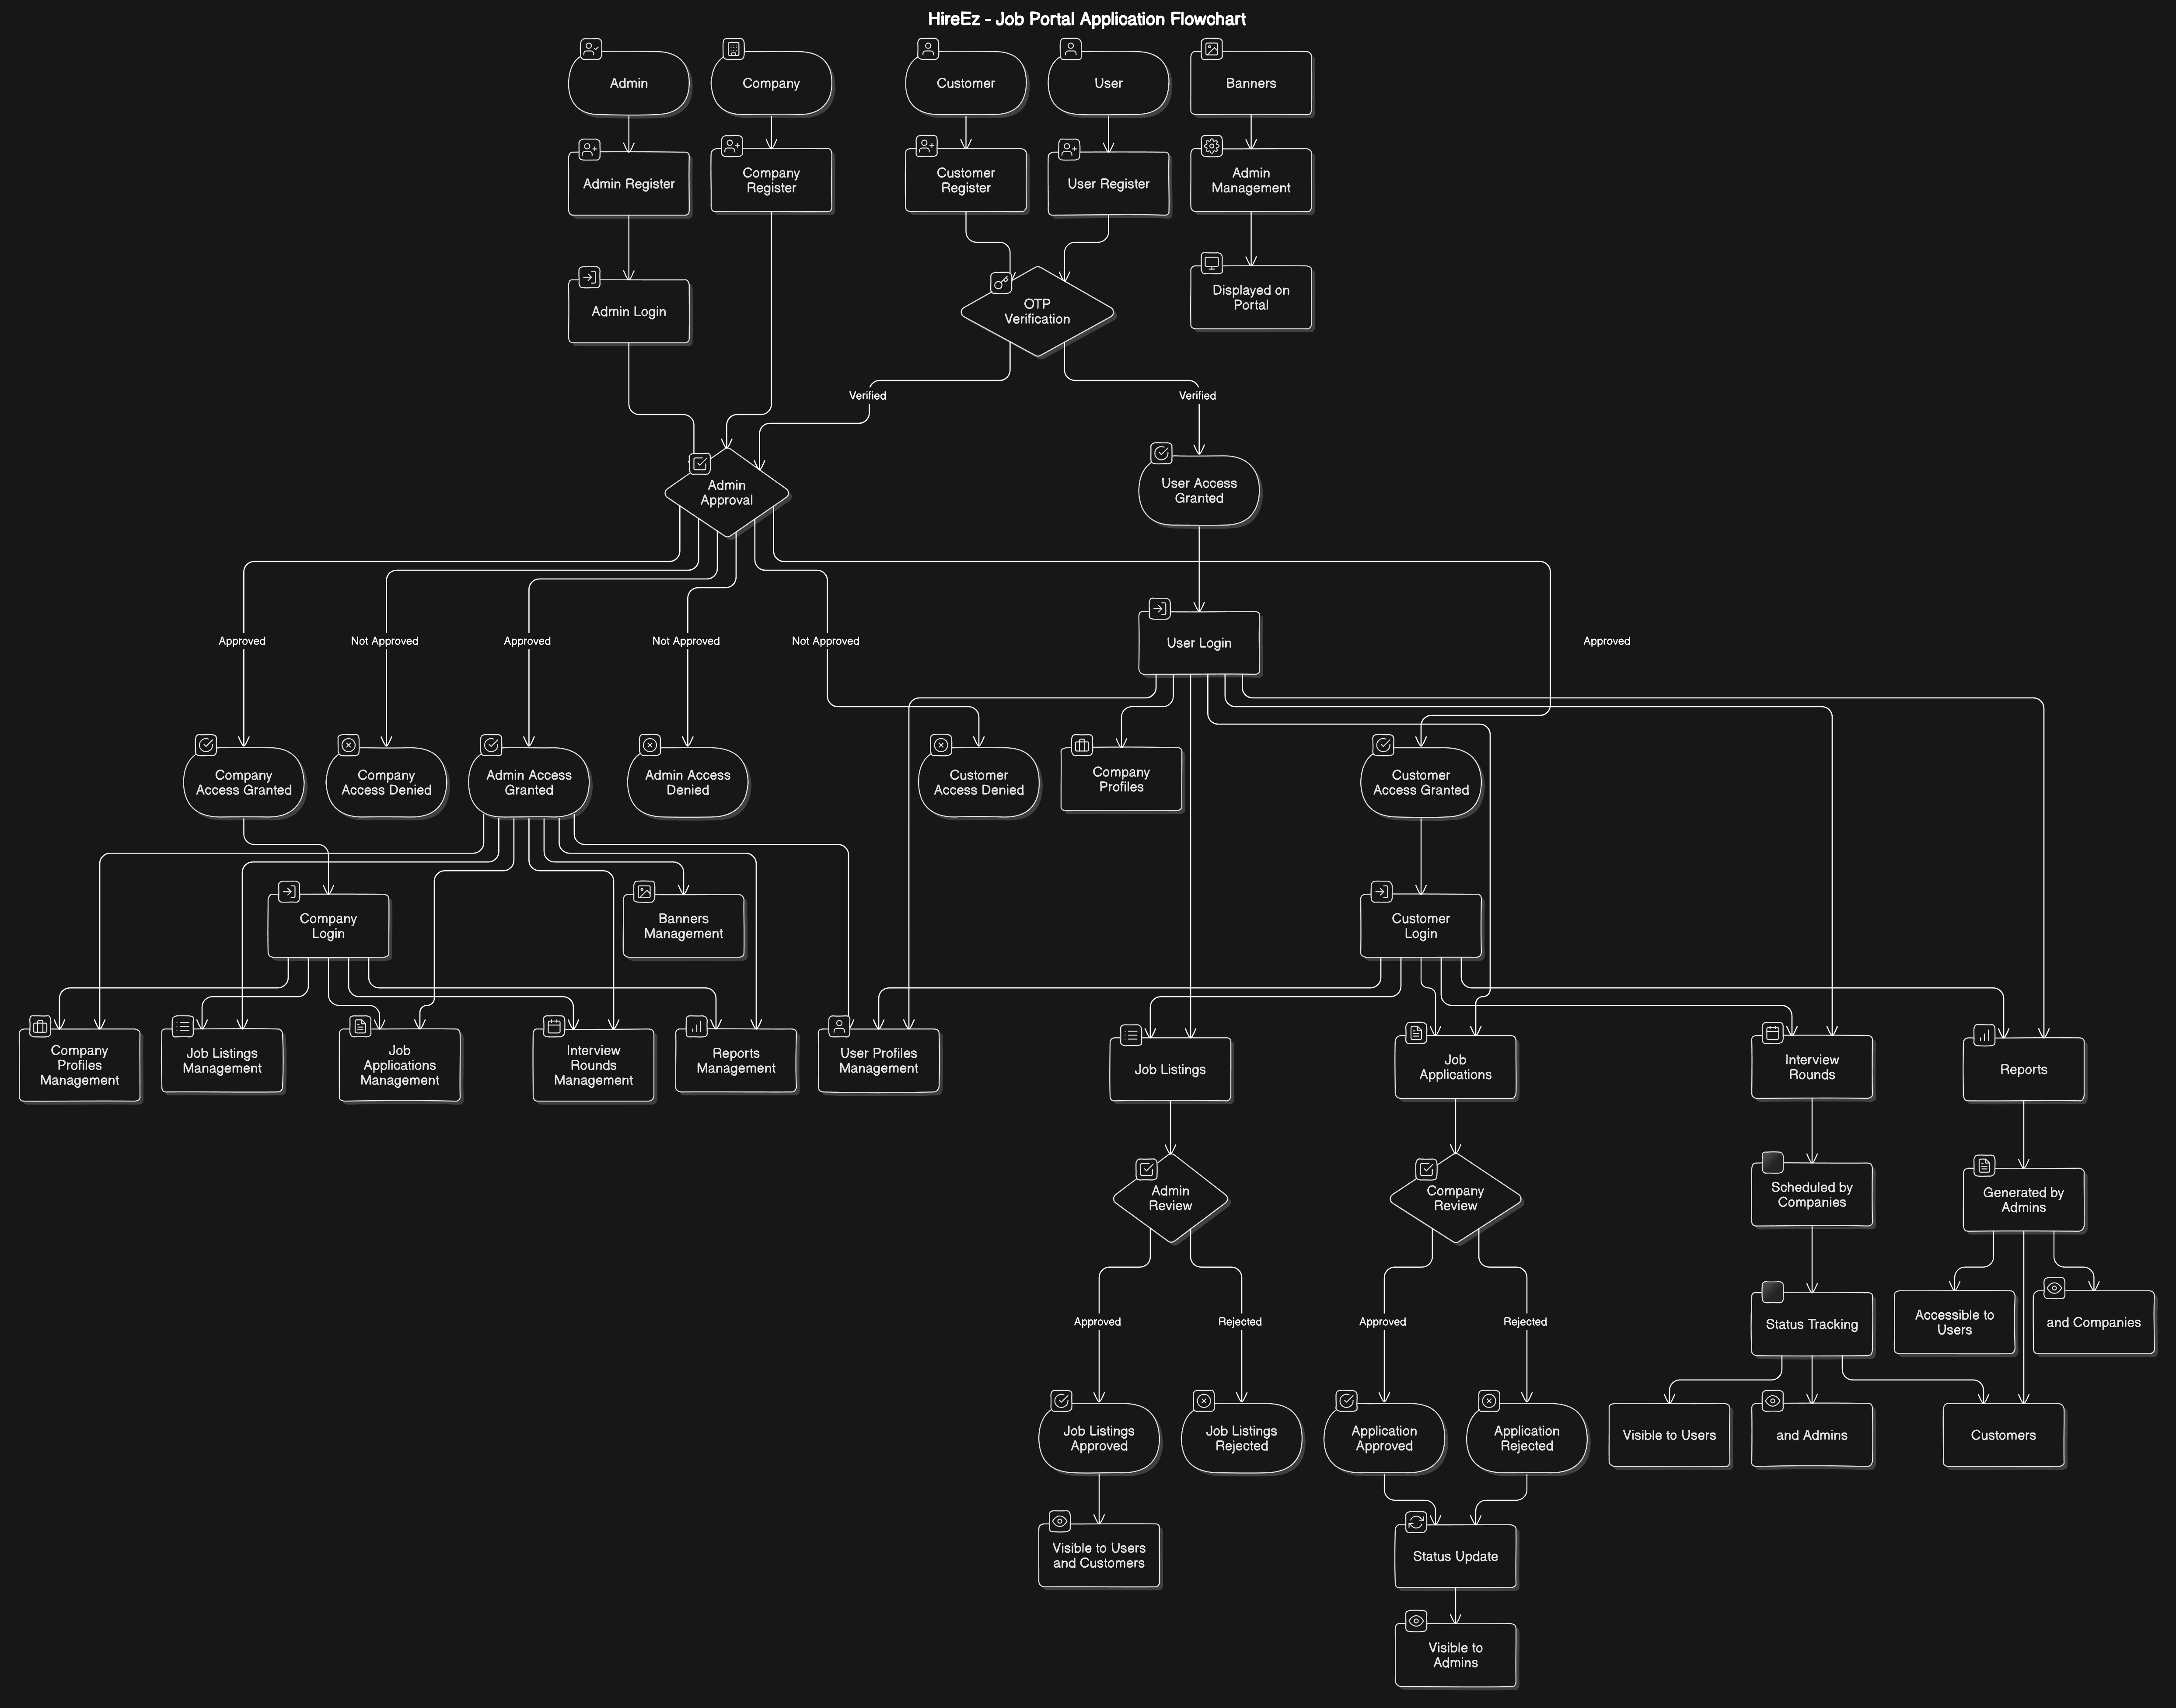 HireEz - Job Portal Application Flowchart
Admin
Company
Customer
User
Banners
Admin Register
Company
Register
Customer
Register
User Register
Admin
Management
Admin Login
OTP
Verification
Displayed on
Portal
Verified
Verified
Admin
Approval
User Access
Granted
Approved
Not Approved
Approved
Not Approved
Not Approved
User Login
Approved
Company
Access Granted
Company
Access Denied
Admin Access
Granted
Admin Access
Denied
Customer
Access Denied
Company
Profiles
Customer
Access Granted
Company
Login
Banners
Management
Customer
Login
Company
Profiles
Management
Job Listings
Management
Job
Applications
Management
Interview
Rounds
Management
Reports
Management
User Profiles
Management
Job Listings
Job
Applications
Interview
Rounds
Reports
Admin
Review
Company
Review
Scheduled by
Companies
Generated by
Admins
Approved
Rejected
Approved
Rejected
Status Tracking
Accessible to
Users
and Companies
Job Listings
Approved
Job Listings
Rejected
Application
Approved
Application
Rejected
Visible to Users
and Admins
Customers
Visible to Users
and Customers
Status Update
Visible to
Admins